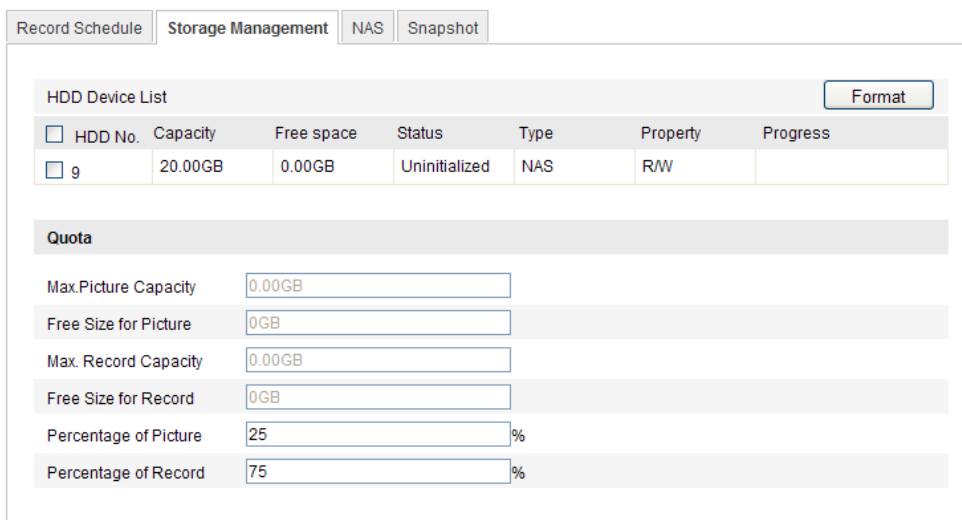 Record Schedule Storage Management NAS Snapshot
HDD Device List Format
HDD No. Capacity Free space Status Type Property Progress
9 20.00GB 0.00GB Uninitialized NAS R/W
Quota
Max.Picture Capacity 0.00GB
Free Size for Picture 0GB
Max. Record Capacity 0.00GB
Free Size for Record 0GB
Percentage of Picture 25 %
Percentage of Record 75 %